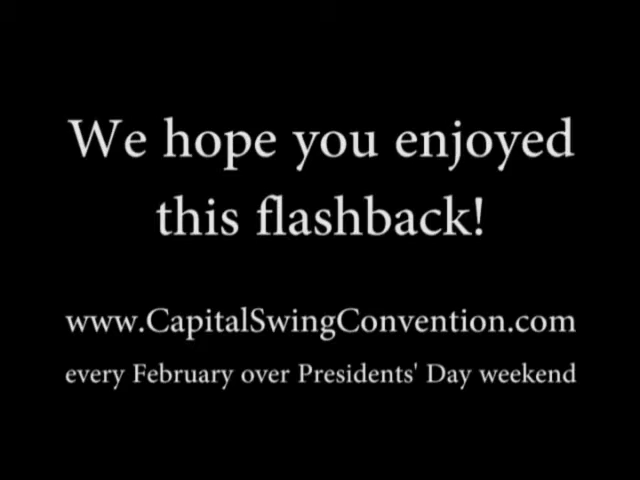 We hope you enjoyed
this flashback!
www.CapitalSwingConvention.com
every February over Presidents' Day weekend